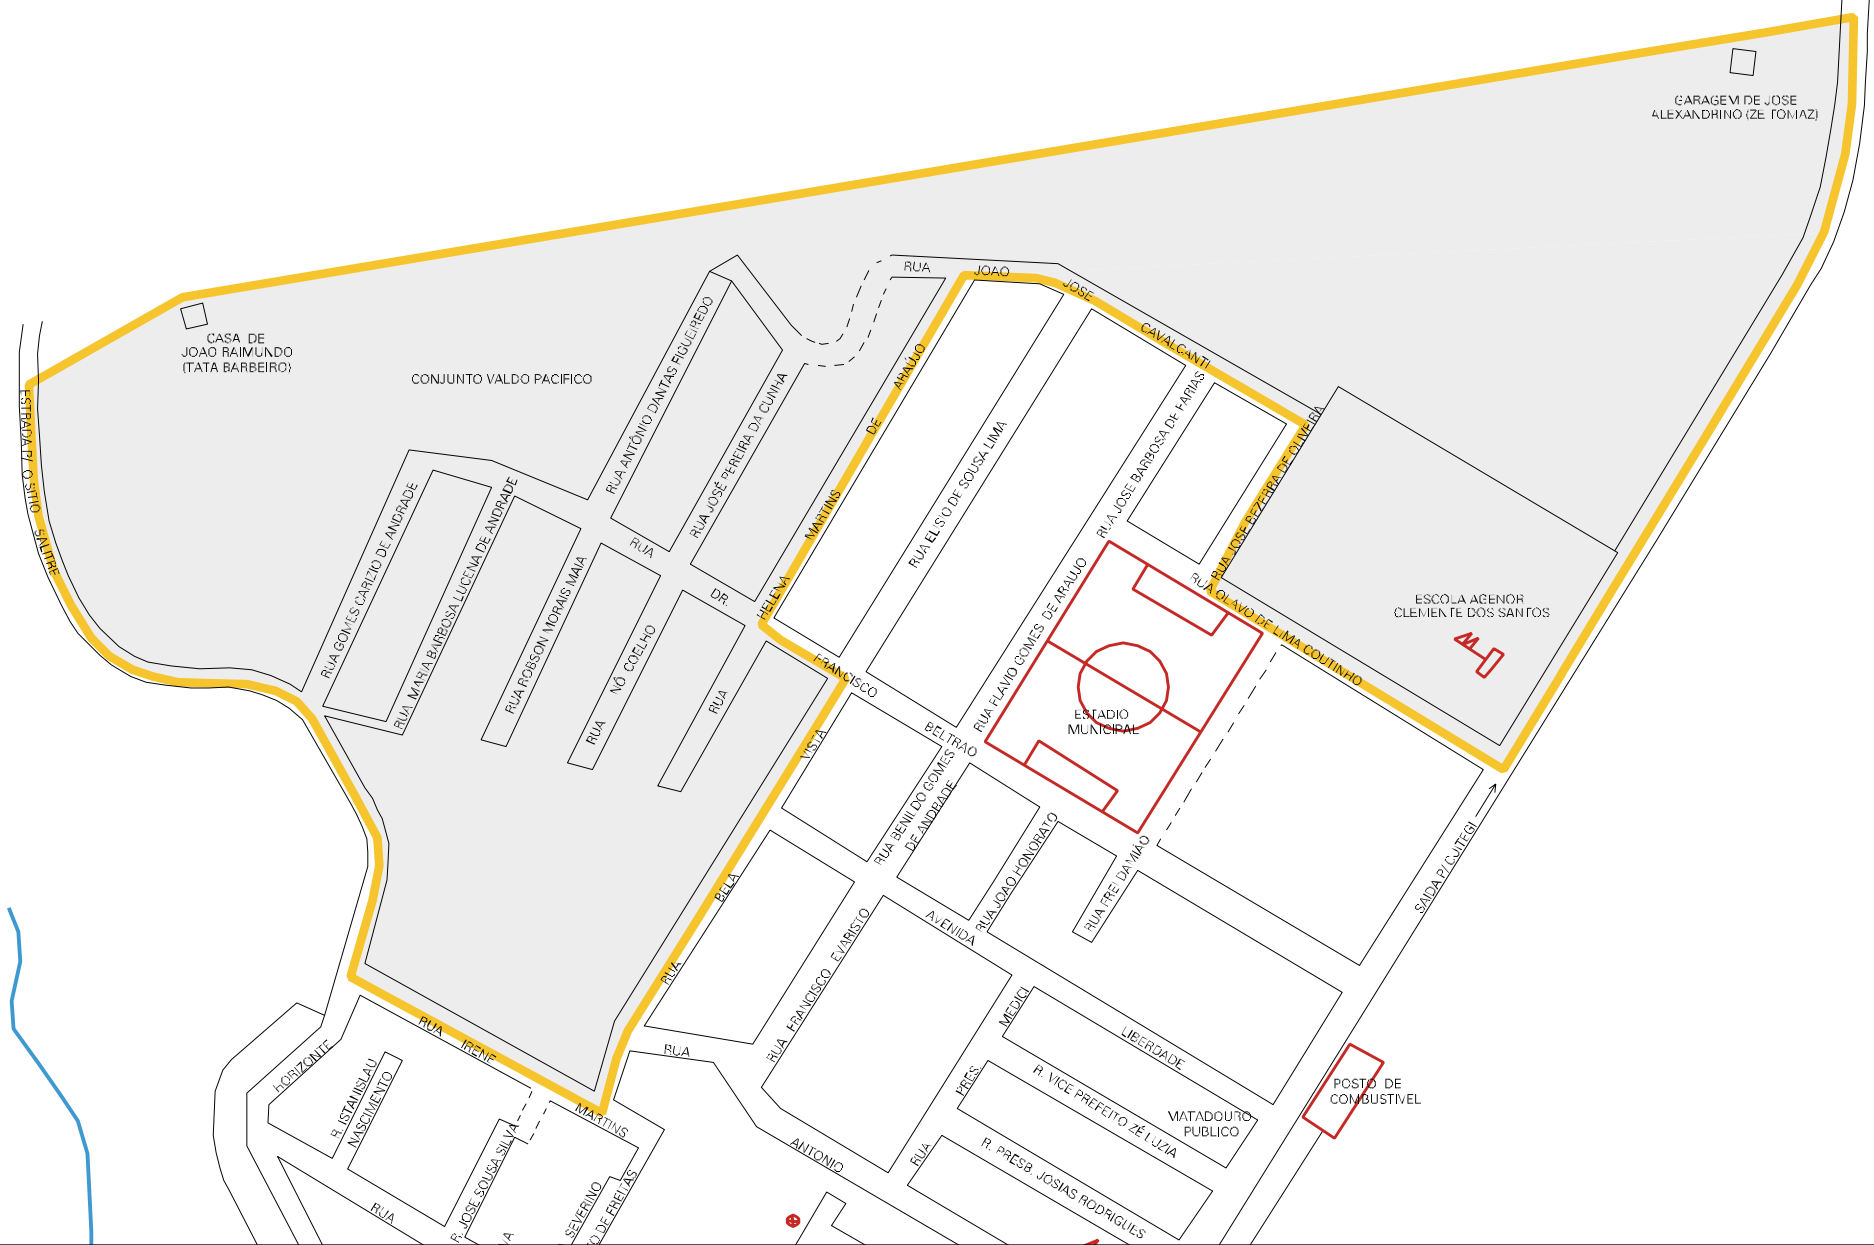 GARAGEM DE JOSE
ALEXANDRINO (ZE TOMAZ)
RUA
JOAO
JOSE
CAVALCANTI
CASA DE
JOAO RAIMUNDO
(TATA BARBEIRO)
CONJUNTO VALDO PACIFICO
ESTRADA P/ O SITIO SALITRE
RUA ANTÔNIO DANTAS FIGUEIREDO
RUA JOSÉ PEREIRA DA CUNHA
HELENA
MARTINS
DE
ARAÚJO
RUA ELISIO DE SOUSA LIMA
RUA JOSE BARBOSA DE FARIAS
RUA JOSE BEZERRA DE OLIVEIRA
RUA GOMES CARIZIO DE ANDRADE
RUA MARIA BARBOSA LUCENA DE ANDRADE
RUA ROBSON MORAIS MAIA
RUA
NÔ COELHO
RUA
RUA
DR.
FRANCISCO
BELTRAO
RUA FLAVIO GOMES DE ARAUJO
RUA OLAVO DE LIMA COUTINHO
ESCOLA AGENOR
CLEMENTE DOS SANTOS
ESTADIO
MUNICIPAL
RUA
BELA
VISTA
RUA BENILDO GOMES
DE ANDRADE
RUA JOAO HONORATO
RUA FREI DAMIÃO
SAIDA P/ CUITEGI
RUA FRANCISCO EVARISTO
AVENIDA
LIBERDADE
MEDICI
PRES.
RUA
RUA
IRENE
MARTINS
HORIZONTE
R. ISTANISLAU
NASCIMENTO
RUA
ANTONIO
R. VICE PREFEITO ZÉ LUZIA
MATADOURO
PUBLICO
POSTO DE
COMBUSTIVEL
R. PRESB. JOSIAS RODRIGUES
R. JOSE SOUSA SILVA
SEVERINO
DE FREITAS
RUA